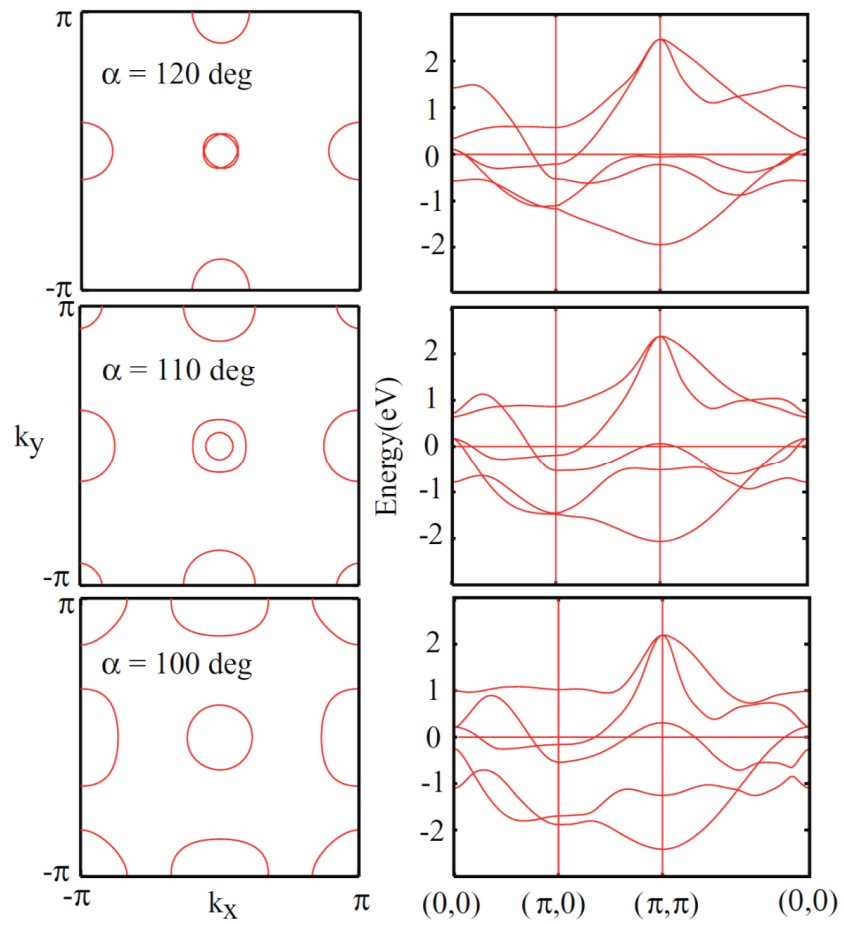 π
α = 120 deg
-π
2
1
0
-1
-2
π
α = 110 deg
ky
-π
2
1
0
-1
-2
Energy(eV)
π
α = 100 deg
-π
-π
kx
π
2
1
0
-1
-2
(0,0)
(π,0)
(π,π)
(0,0)